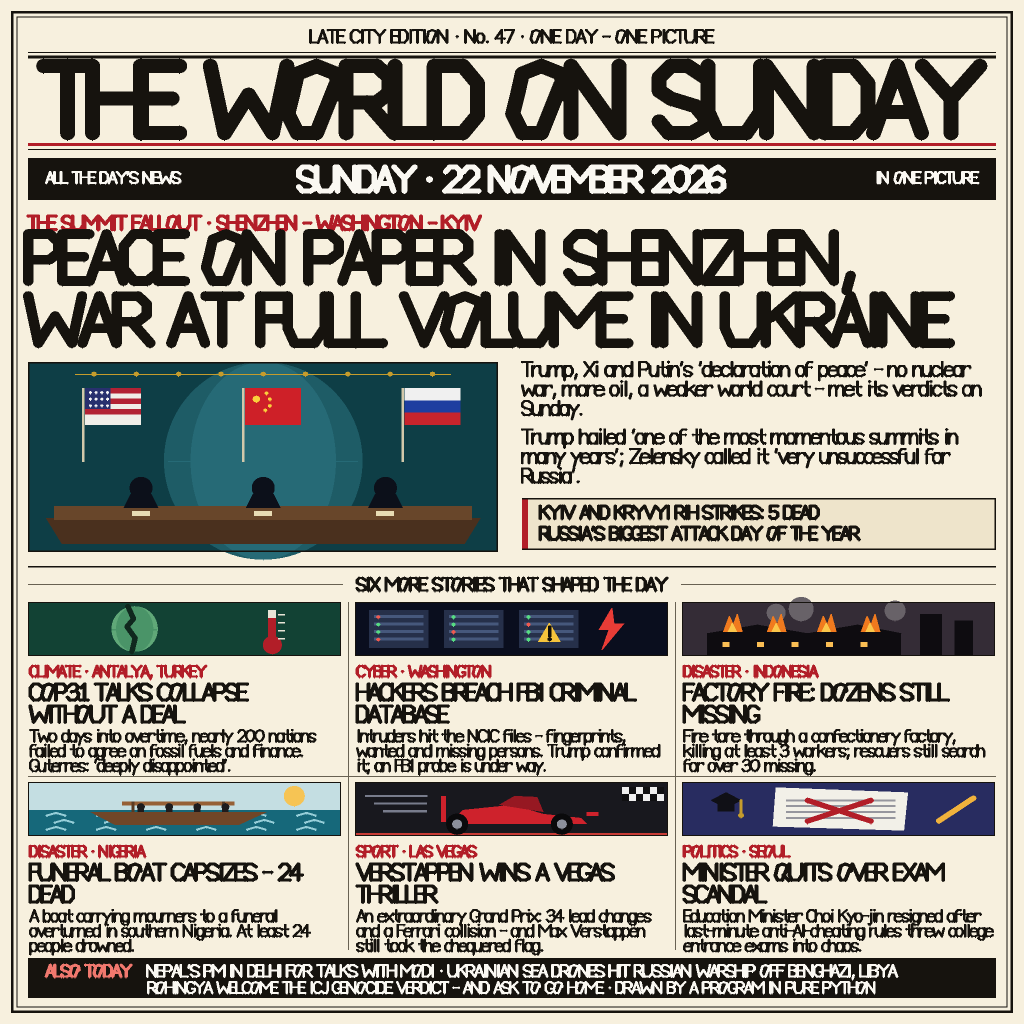 LATE CITY EDITION · No. 47 · ONE DAY – ONE PICTURE
THE WORLD ON SUNDAY
ALL THE DAY'S NEWS
SUNDAY · 22 NOVEMBER 2026
IN ONE PICTURE
THE SUMMIT FALLOUT · SHENZHEN – WASHINGTON – KYIV
PEACE ON PAPER IN SHENZHEN,
WAR AT FULL VOLUME IN UKRAINE
Trump, Xi and Putin's 'declaration of peace' – no nuclear
war, more oil, a weaker world court – met its verdicts on
Sunday.
Trump hailed 'one of the most momentous summits in
many years'; Zelensky called it 'very unsuccessful for
Russia'.
KYIV AND KRYVYI RIH STRIKES: 5 DEAD
RUSSIA'S BIGGEST ATTACK DAY OF THE YEAR
SIX MORE STORIES THAT SHAPED THE DAY
CLIMATE · ANTALYA, TURKEY
COP31 TALKS COLLAPSE
WITHOUT A DEAL
Two days into overtime, nearly 200 nations
failed to agree on fossil fuels and finance.
Guterres: 'deeply disappointed'.
CYBER · WASHINGTON
HACKERS BREACH FBI CRIMINAL
DATABASE
Intruders hit the NCIC files – fingerprints,
wanted and missing persons. Trump confirmed
it; an FBI probe is under way.
DISASTER · INDONESIA
FACTORY FIRE: DOZENS STILL
MISSING
Fire tore through a confectionery factory,
killing at least 3 workers; rescuers still search
for over 30 missing.
DISASTER · NIGERIA
FUNERAL BOAT CAPSIZES – 24
DEAD
A boat carrying mourners to a funeral
overturned in southern Nigeria. At least 24
people drowned.
SPORT · LAS VEGAS
VERSTAPPEN WINS A VEGAS
THRILLER
An extraordinary Grand Prix: 34 lead changes
and a Ferrari collision – and Max Verstappen
still took the chequered flag.
POLITICS · SEOUL
MINISTER QUITS OVER EXAM
SCANDAL
Education Minister Choi Kyo-jin resigned after
last-minute anti-AI-cheating rules threw college
entrance exams into chaos.
ALSO TODAY
NEPAL'S PM IN DELHI FOR TALKS WITH MODI · UKRAINIAN SEA DRONES HIT RUSSIAN WARSHIP OFF BENGHAZI, LIBYA
ROHINGYA WELCOME THE ICJ GENOCIDE VERDICT – AND ASK TO GO HOME · DRAWN BY A PROGRAM IN PURE PYTHON